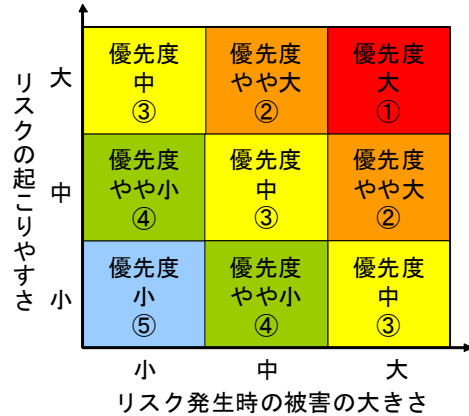 リスクの起こりやすさ
大
優先度
中
③
優先度
やや大
②
優先度
大
①
中
優先度
やや小
④
優先度
中
③
優先度
やや大
②
小
優先度
小
⑤
優先度
やや小
④
優先度
中
③
小
中
大
リスク発生時の被害の大きさ